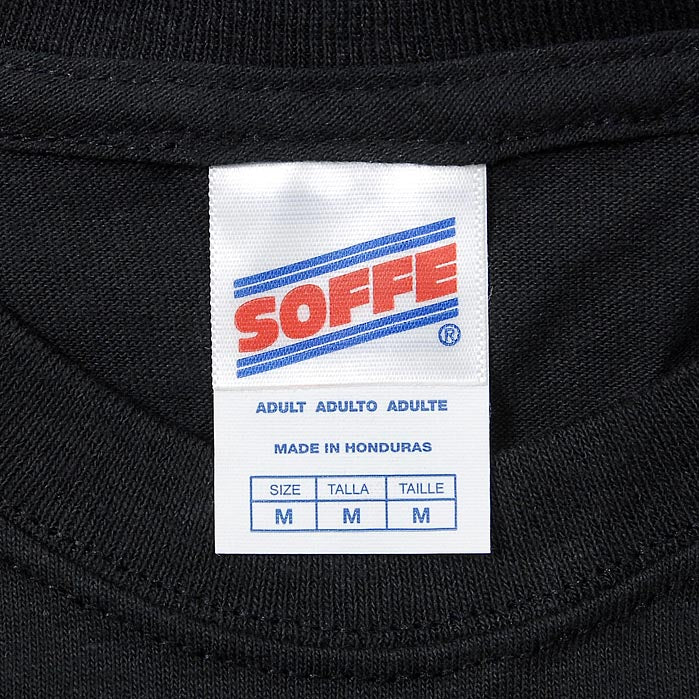 SOFFE®
ADULT ADULTO ADULTE
MADE IN HONDURAS
SIZE TALLA TAILLE
M M M